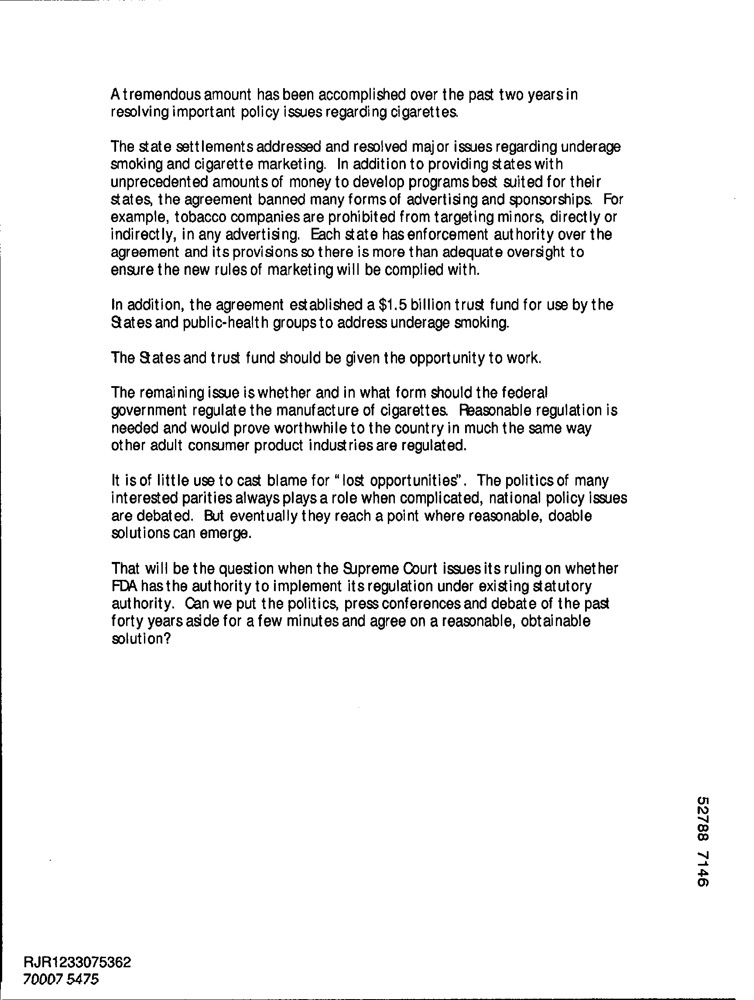 A tremendous amount has been accomplished over the past two years in
resolving important policy issues regarding cigarettes.
The state settlements addressed and resolved major issues regarding underage
smoking and cigarette marketing. In addition to providing states with
unprecedented amounts of money to develop programs best suited for their
states, the agreement banned many forms of advertising and sponsorships. For
example, tobacco companies are prohibited from targeting minors, directly or
indirectly, in any advertising. Each state has enforcement authority over the
agreement and its provisions so there is more than adequate oversight to
ensure the new rules of marketing will be complied with.
In addition, the agreement established a $1.5 billion trust fund for use by the
States and public-health groups to address underage smoking.
The States and trust fund should be given the opportunity to work.
The remaining issue is whether and in what form should the federal
government regulate the manufacture of cigarettes. Reasonable regulation is
needed and would prove worthwhile to the country in much the same way
other adult consumer product industries are regulated.
It is of little use to cast blame for "lost opportunities". The politics of many
interested parities always plays a role when complicated, national policy issues
are debated. But eventually they reach a point where reasonable, doable
solutions can emerge.
That will be the question when the Supreme Court issues its ruling on whether
FDA has the authority to implement its regulation under existing statutory
authority. Can we put the politics, press conferences and debate of the past
forty years aside for a few minutes and agree on a reasonable, obtainable
solution?
52788 7146
RJR1233075362
70007 5475